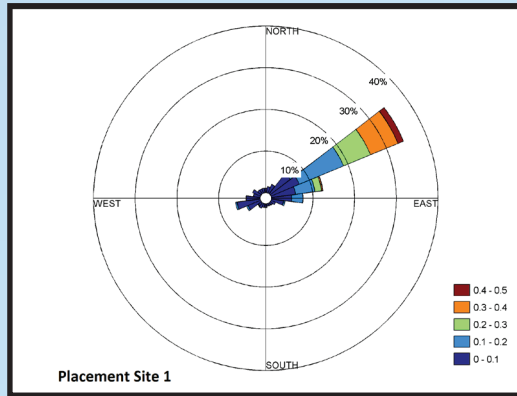 NORTH
40%
30%
20%
10%
WEST
EAST
0.4 - 0.5
0.3 - 0.4
0.2 - 0.3
0.1 - 0.2
0 - 0.1
SOUTH
Placement Site 1